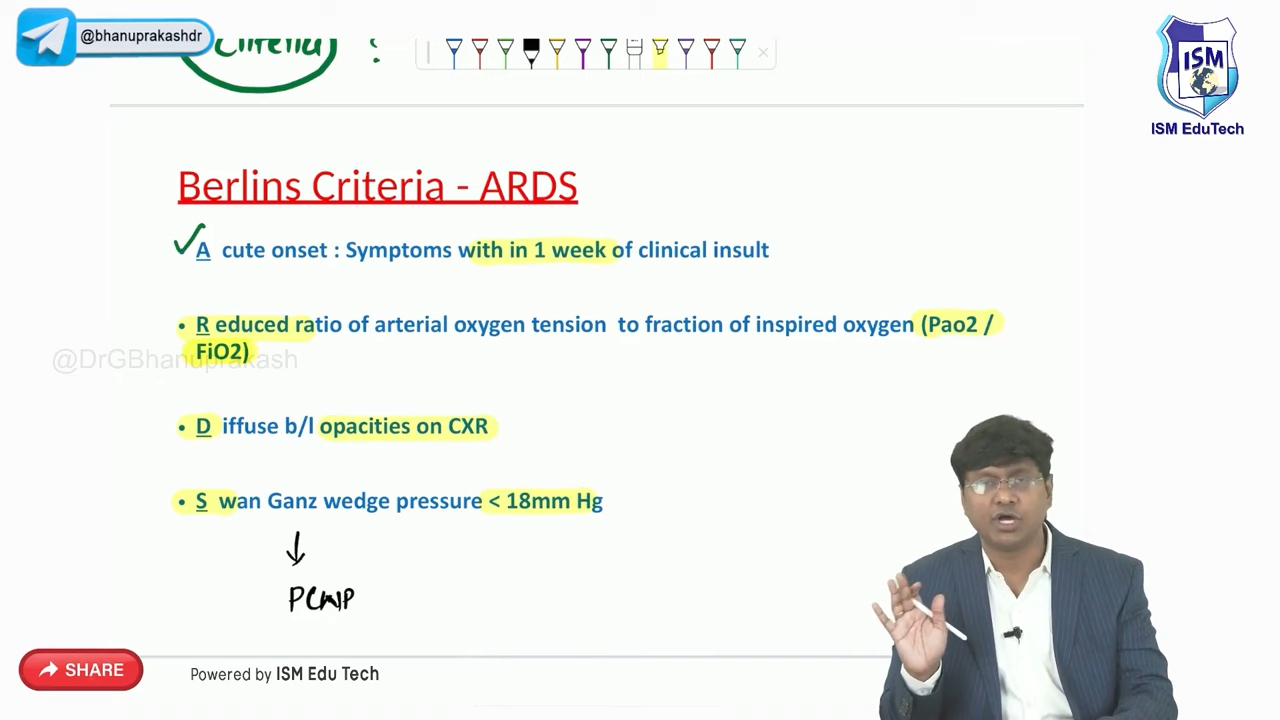 @bhanuprakashdr
Criteria :
ISM
ISM EduTech
Berlins Criteria - ARDS
A cute onset : Symptoms with in 1 week of clinical insult
• R educed ratio of arterial oxygen tension to fraction of inspired oxygen (Pao2 /
FiO2)
@DrGBhanuprakash
• D iffuse b/l opacities on CXR
• S wan Ganz wedge pressure < 18mm Hg
PCWP
SHARE
Powered by ISM Edu Tech